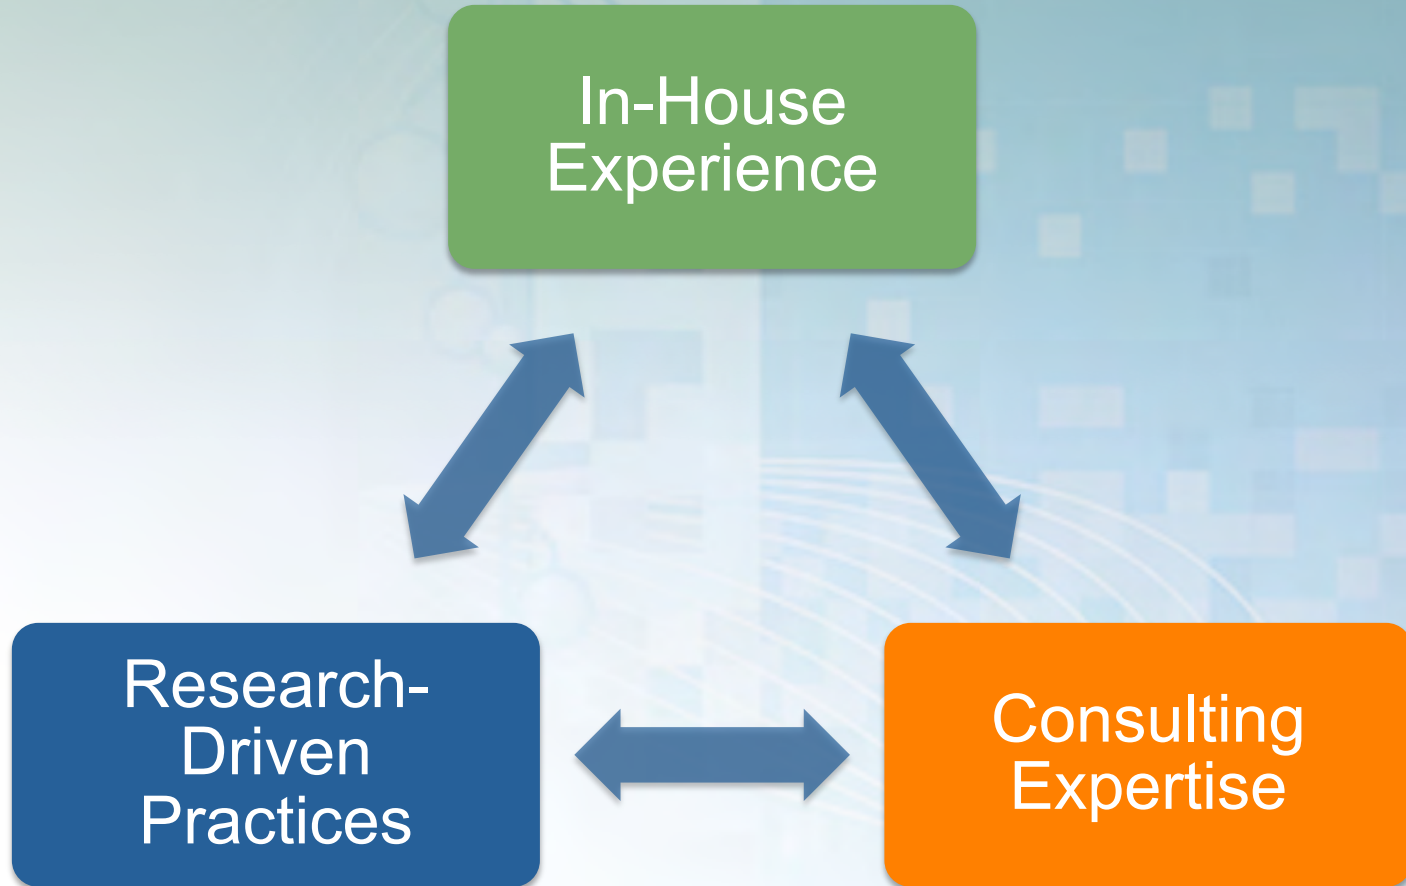 In-House
Experience
Research-
Driven
Practices
Consulting
Expertise